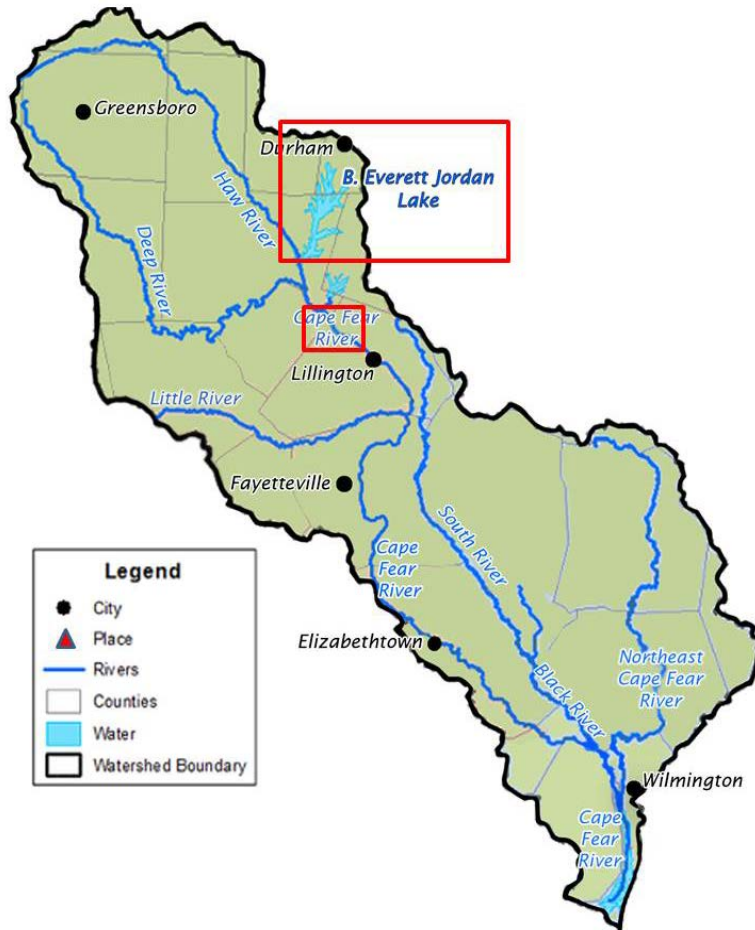 Greensboro
Durham
B. Everett Jordan
Lake
Haw River
Deep River
Cape Fear
River
Lillington
Little River
Fayetteville
South River
Cape
Fear
River
Elizabethtown
Black River
Northeast
Cape Fear
River
Wilmington
Cape
Fear
River
Legend
City
Place
Rivers
Counties
Water
Watershed Boundary